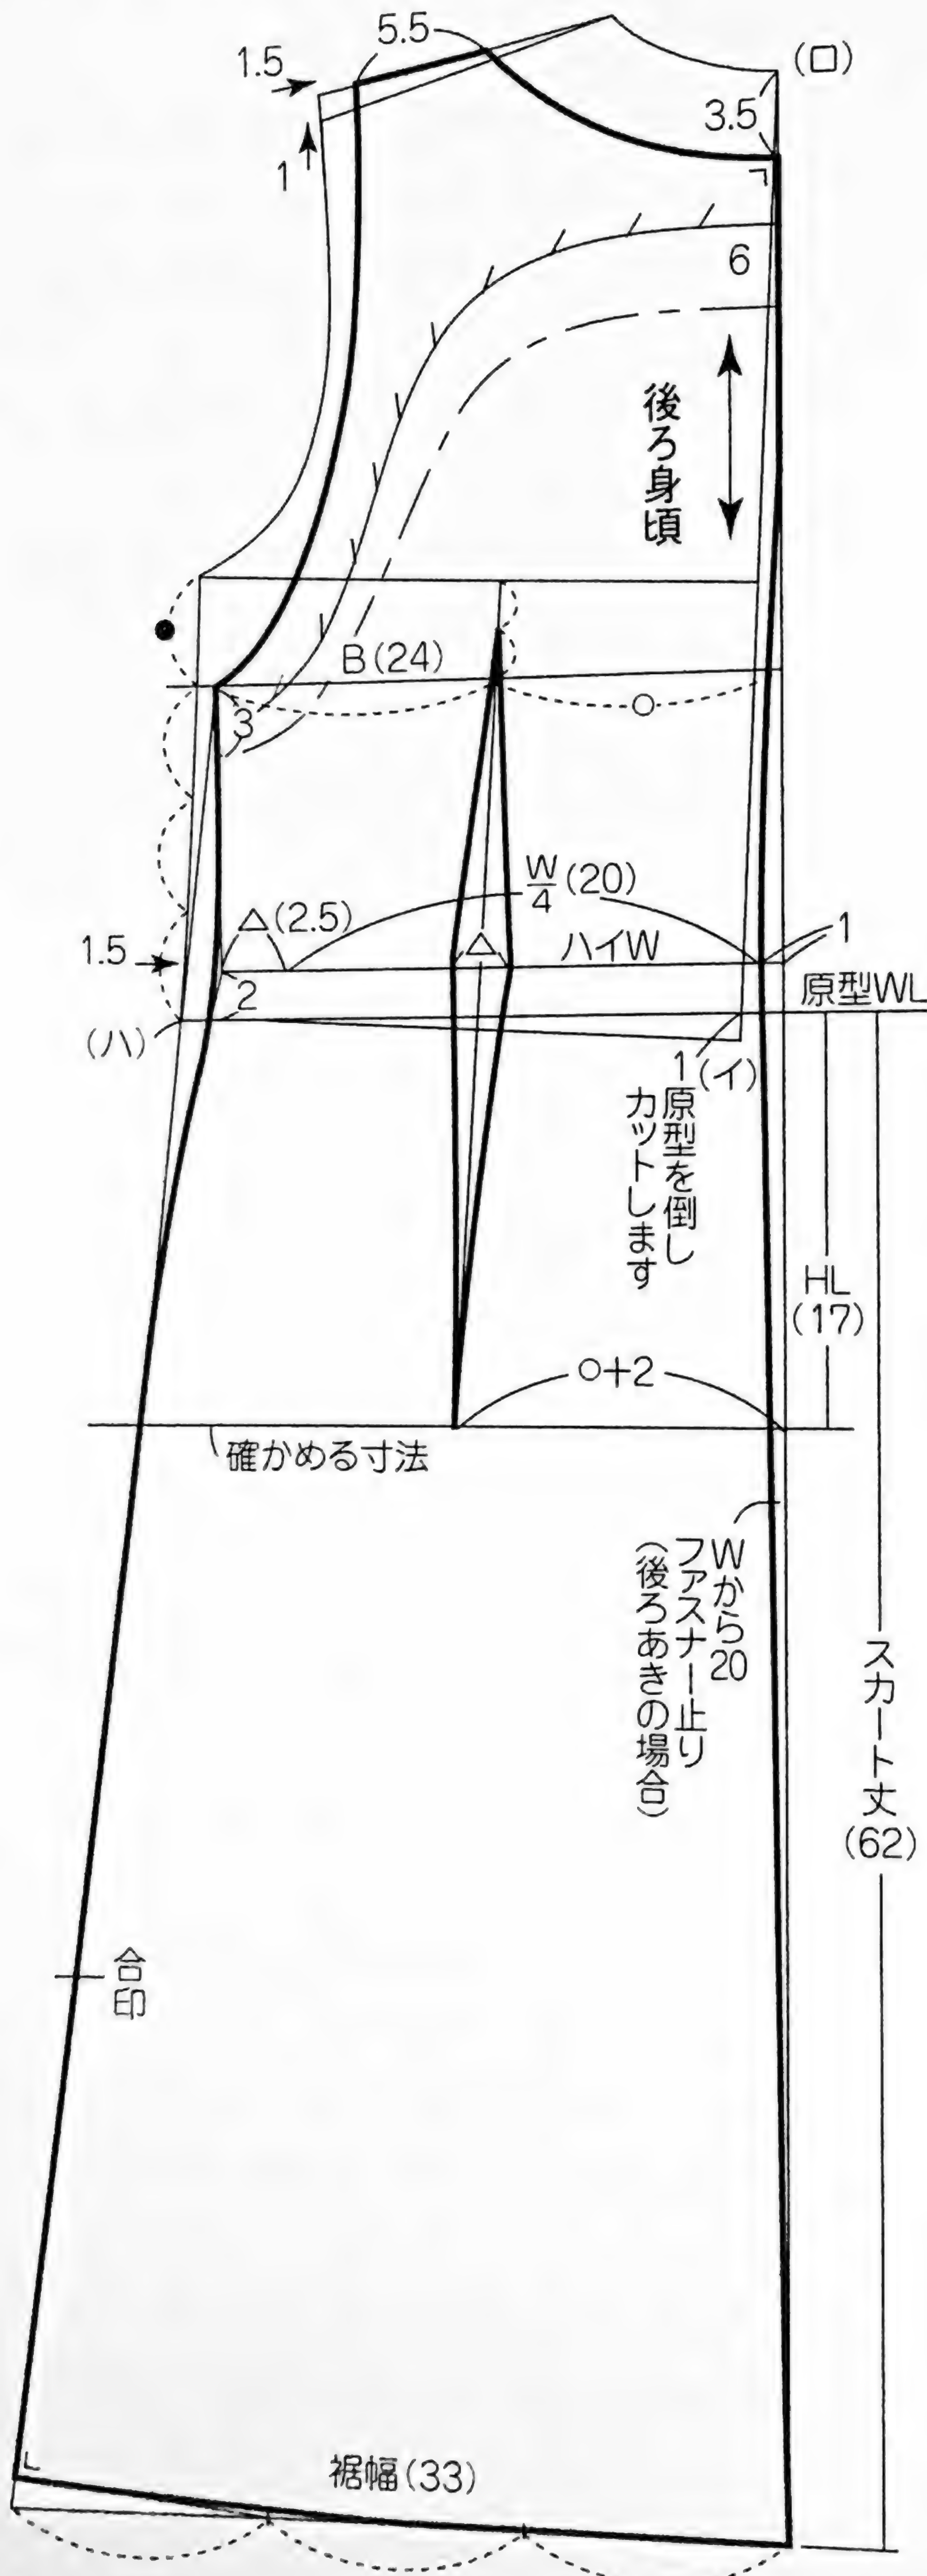 5.5
1.5
(ロ)
3.5
1
6
後ろ身頃
B(24)
3
W/4(20)
△(2.5)
△
1.5
ハイW
1
2
原型WL
(ハ)
1(イ)
原型を倒し
カットします
HL
(17)
○+2
確かめる寸法
Wから20
ファスナー止り
(後ろあきの場合)
スカート丈
(62)
合印
裾幅(33)